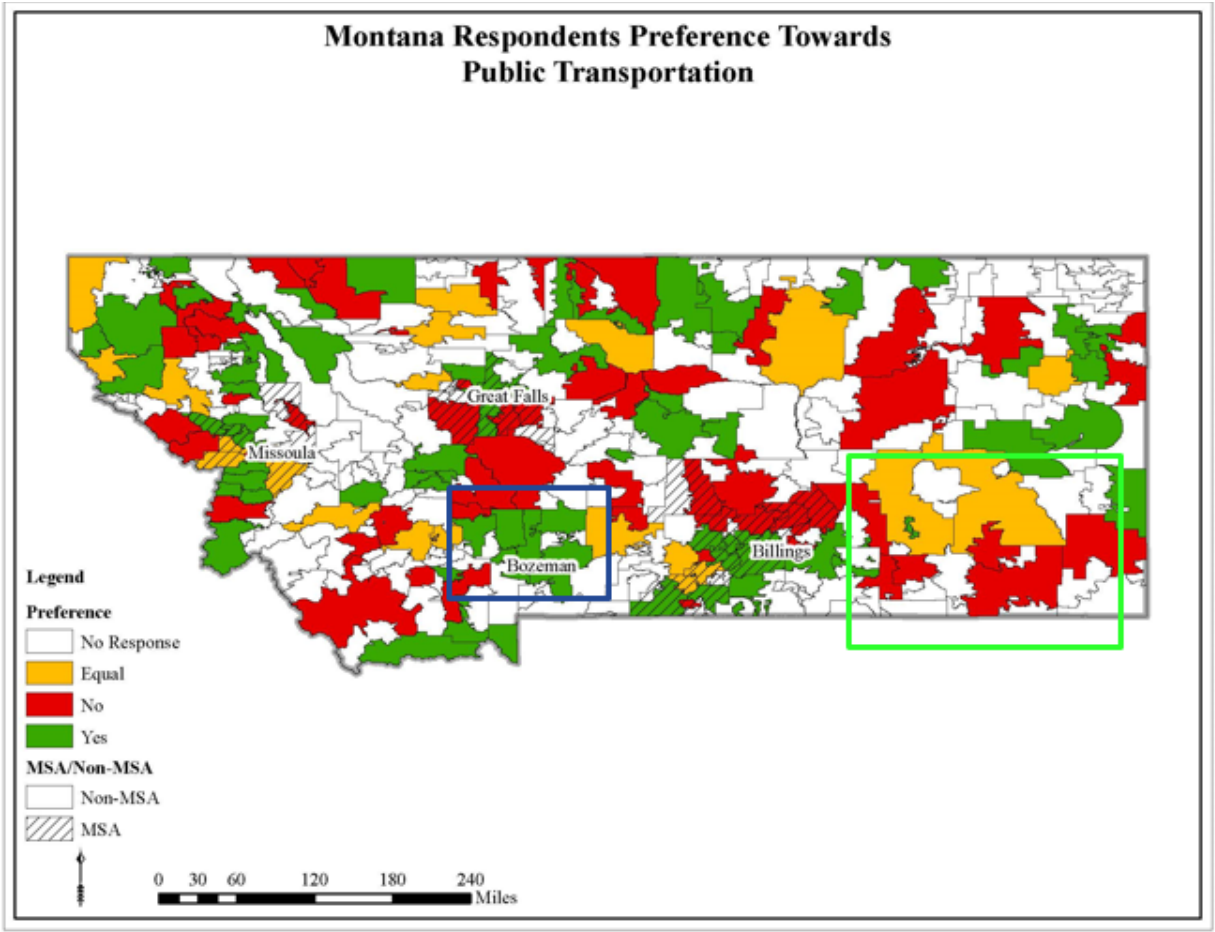 Montana Respondents Preference Towards
Public Transportation
Great Falls
Missoula
Billings
Bozeman
Legend
Preference
No Response
Equal
No
Yes
MSA/Non-MSA
Non-MSA
MSA
0 30 60 120 180 240
Miles